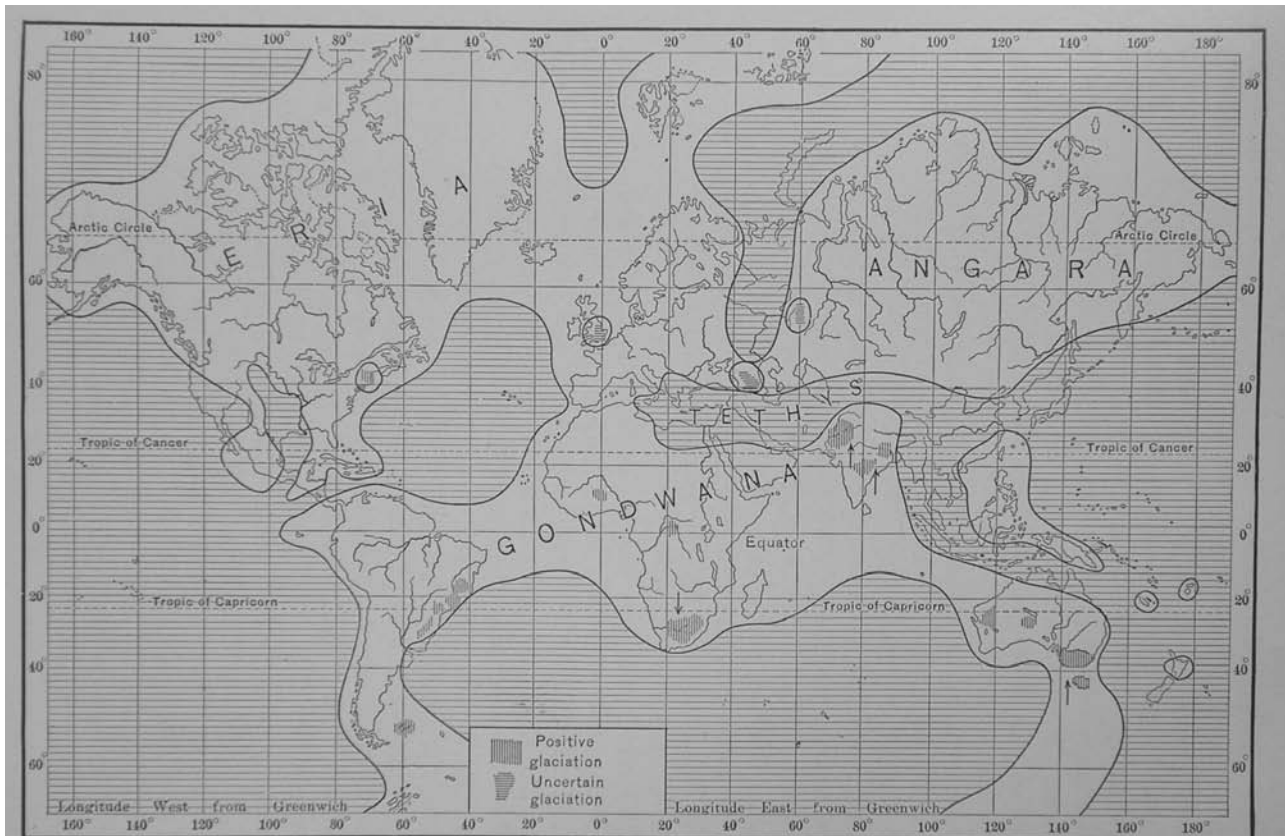 160° 120° 100° 80° 60° 40° 20° 0° 20° 40° 60° 80° 100° 120° 140° 160° 180°
80° 80°
A
Arctic Circle Arctic Circle
E R I A
A N G A R A
60° 60°
40° 40°
T E T H Y S
Tropic of Cancer Tropic of Cancer
20° 20°
G O N D W A N A
0° Equator 0°
20° 20°
Tropic of Capricorn Tropic of Capricorn
40° 40°
60° 60°
Positive
glaciation
Uncertain
glaciation
Longitude West from Greenwich Longitude East from Greenwich
160° 140° 120° 100° 80° 60° 40° 20° 0° 20° 40° 60° 80° 100° 120° 140° 160° 180°